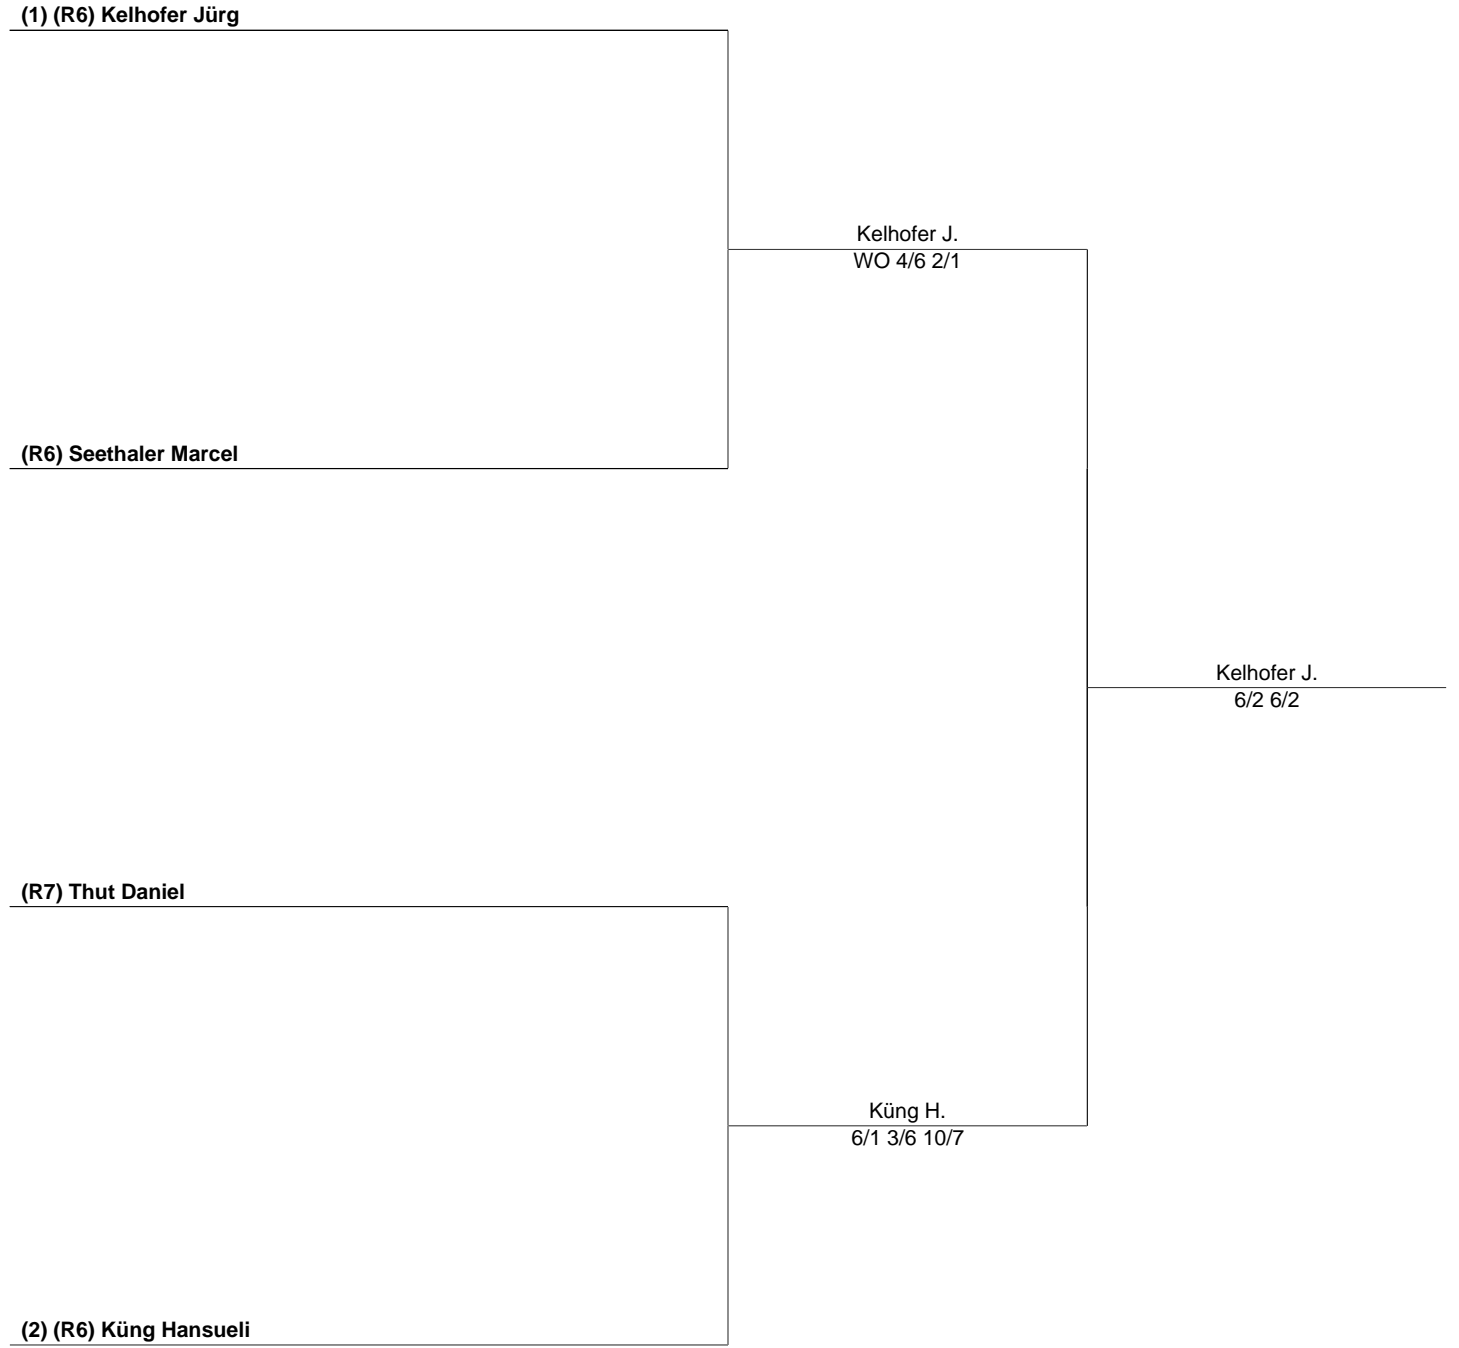 (1) (R6) Kelhofer Jürg
Kelhofer J.
WO 4/6 2/1
(R6) Seethaler Marcel
Kelhofer J.
6/2 6/2
(R7) Thut Daniel
Küng H.
6/1 3/6 10/7
(2) (R6) Küng Hansueli